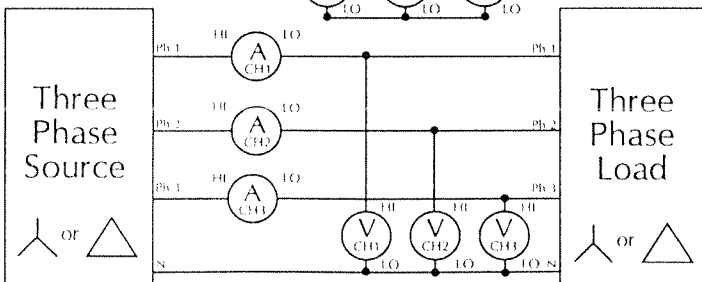 LO LO LO
Ph 1 HI A CH1 LO Ph 1
Three Phase Source
Ph 2 HI A CH2 LO Ph 2
Three Phase Load
Ph 3 HI A CH3 LO Ph 3
HI HI HI
V CH1 V CH2 V CH3
or
or
N LO LO LO N